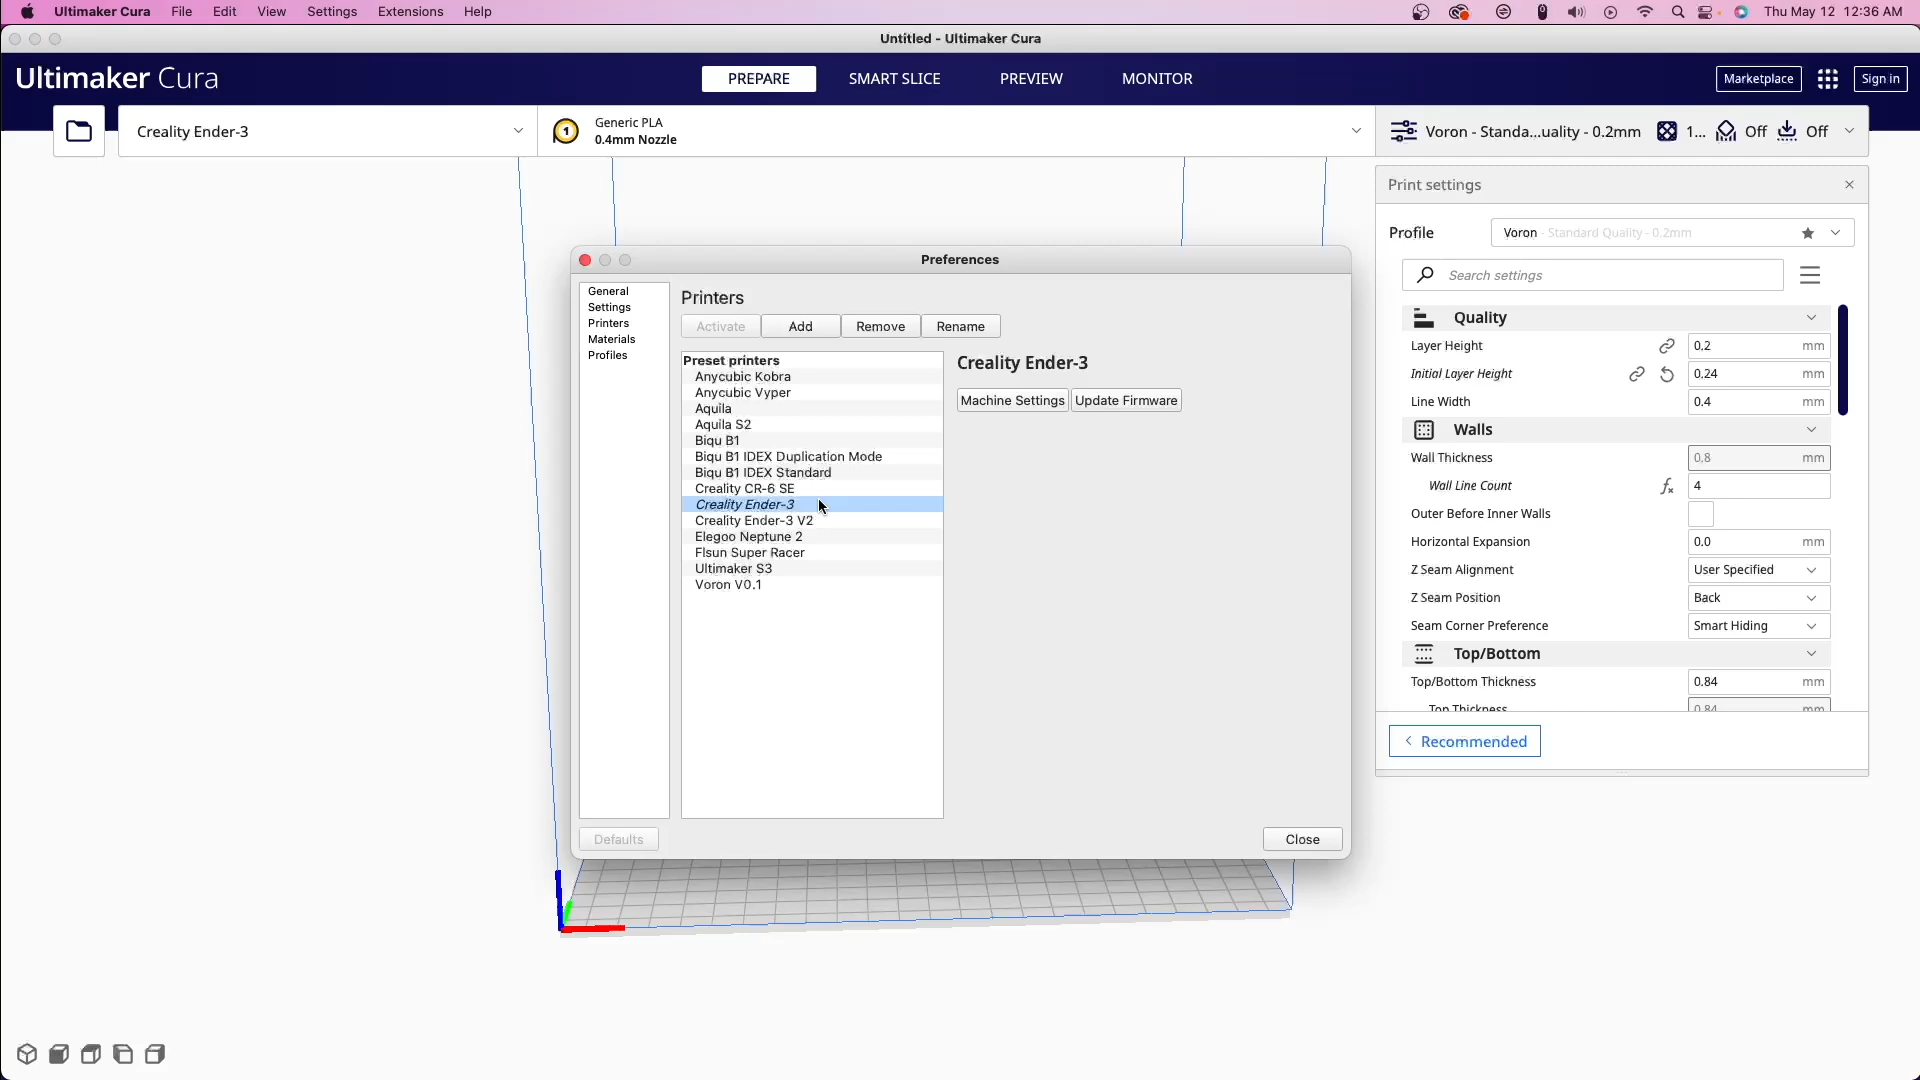 Ultimaker Cura File Edit View Settings Extensions Help Thu May 12 12:36 AM
Untitled - Ultimaker Cura
Ultimaker Cura PREPARE SMART SLICE PREVIEW MONITOR Marketplace Sign in
Creality Ender-3
1
Generic PLA
0.4mm Nozzle
Voron - Standa...uality - 0.2mm 1... Off Off
Print settings
Profile Voron - Standard Quality - 0.2mm
Search settings
Quality
Layer Height 0.2 mm
Initial Layer Height 0.24 mm
Line Width 0.4 mm
Walls
Wall Thickness 0.8 mm
Wall Line Count fx 4
Outer Before Inner Walls
Horizontal Expansion 0.0 mm
Z Seam Alignment User Specified
Z Seam Position Back
Seam Corner Preference Smart Hiding
Top/Bottom
Top/Bottom Thickness 0.84 mm
Top Thickness 0.84 mm
Recommended
Preferences
General
Settings
Printers
Materials
Profiles
Printers
Activate Add Remove Rename
Preset printers
Anycubic Kobra
Anycubic Vyper
Aquila
Aquila S2
Biqu B1
Biqu B1 IDEX Duplication Mode
Biqu B1 IDEX Standard
Creality CR-6 SE
Creality Ender-3
Creality Ender-3 V2
Elegoo Neptune 2
Flsun Super Racer
Ultimaker S3
Voron V0.1
Creality Ender-3
Machine Settings Update Firmware
Defaults Close